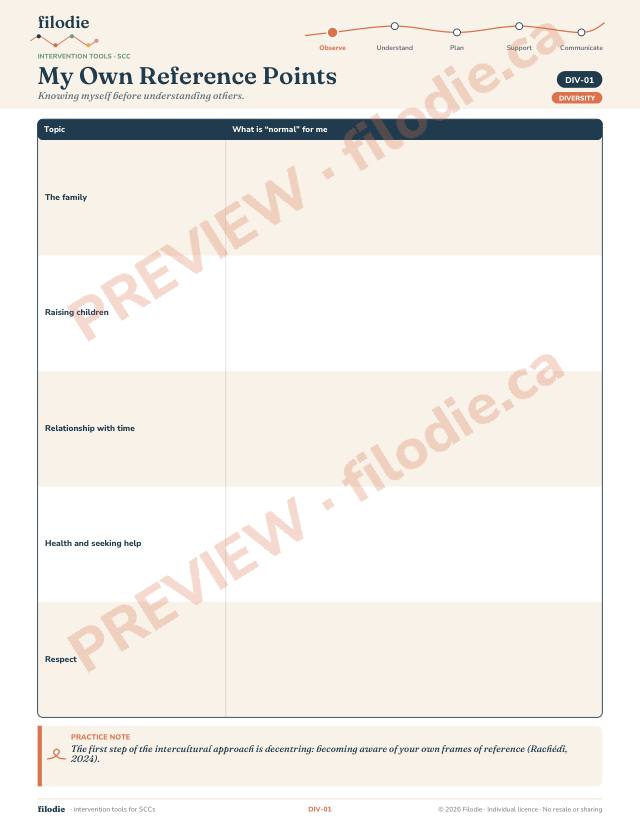 filodie
Observe Understand Plan Support Communicate
INTERVENTION TOOLS · SCC
My Own Reference Points
Knowing myself before understanding others.
DIV-01
DIVERSITY
Topic What is “normal” for me
The family
Raising children
Relationship with time
Health and seeking help
Respect
PREVIEW · filodie.ca
PREVIEW · filodie.ca
PRACTICE NOTE
The first step of the intercultural approach is decentring: becoming aware of your own frames of reference (Rachédi,
2024).
filodie · intervention tools for SCCs DIV-01 © 2026 Filodie · Individual licence · No resale or sharing